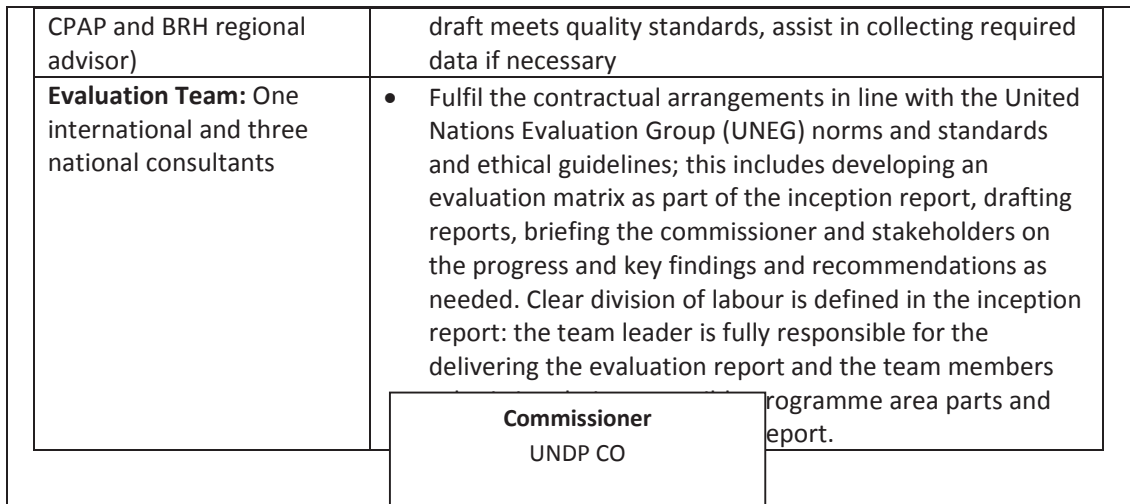 CPAP and BRH regional
advisor)
draft meets quality standards, assist in collecting required
data if necessary
Evaluation Team: One
international and three
national consultants
• Fulfil the contractual arrangements in line with the United
Nations Evaluation Group (UNEG) norms and standards
and ethical guidelines; this includes developing an
evaluation matrix as part of the inception report, drafting
reports, briefing the commissioner and stakeholders on
the progress and key findings and recommendations as
needed. Clear division of labour is defined in the inception
report: the team leader is fully responsible for the
delivering the evaluation report and the team members
rogramme area parts and
eport.
Commissioner
UNDP CO